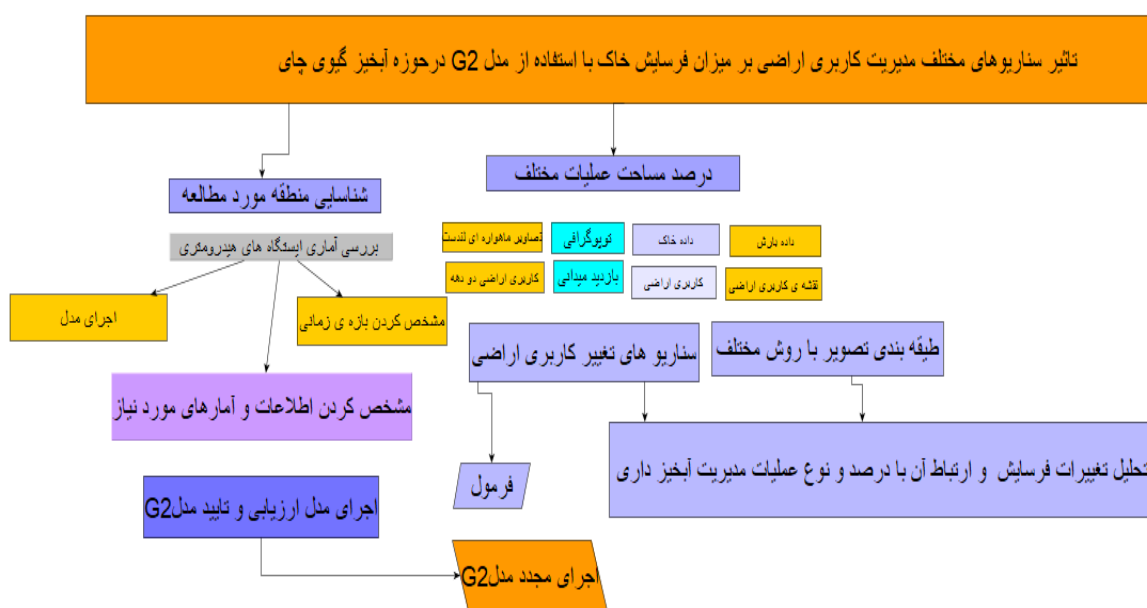 تاثیر سناریوهای مختلف مدیریت کاربری اراضی بر میزان فرسایش خاک با استفاده از مدل G2 درحوزه آبخیز گیوی چای
درصد مساحت عملیات مختلف
شناسایی منطقه مورد مطالعه
بررسی آماری ایستگاه های هیدرومتری
داده بارش
داده خاک
توپوگرافی
تصاویر ماهواره ای لندست
نقشه ی کاربری اراضی
کاربری اراضی
بازدید میدانی
کاربری اراضی دو دهه
مشخص کردن بازه ی زمانی
اجرای مدل
طبقه بندی تصویر با روش مختلف
سناریو های تغییر کاربری اراضی
مشخص کردن اطلاعات و آمارهای مورد نیاز
تحلیل تغییرات فرسایش و ارتباط آن با درصد و نوع عملیات مدیریت آبخیز داری
فرمول
اجرای مدل ارزیابی و تایید مدلG2
اجرای مجدد مدلG2